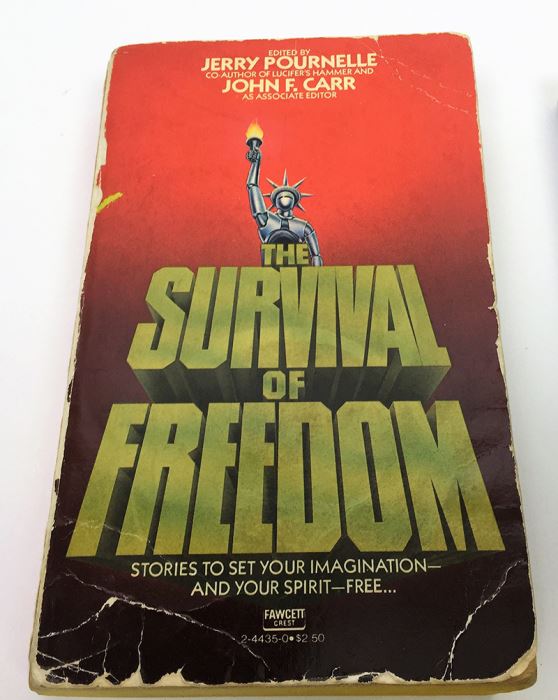 EDITED BY
JERRY POURNELLE
CO-AUTHOR OF LUCIFER'S HAMMER AND
JOHN F. CARR
AS ASSOCIATE EDITOR
THE
SURVIVAL
OF
FREEDOM
STORIES TO SET YOUR IMAGINATION—
AND YOUR SPIRIT—FREE...
FAWCETT
CREST
2-4435-0•$2.50